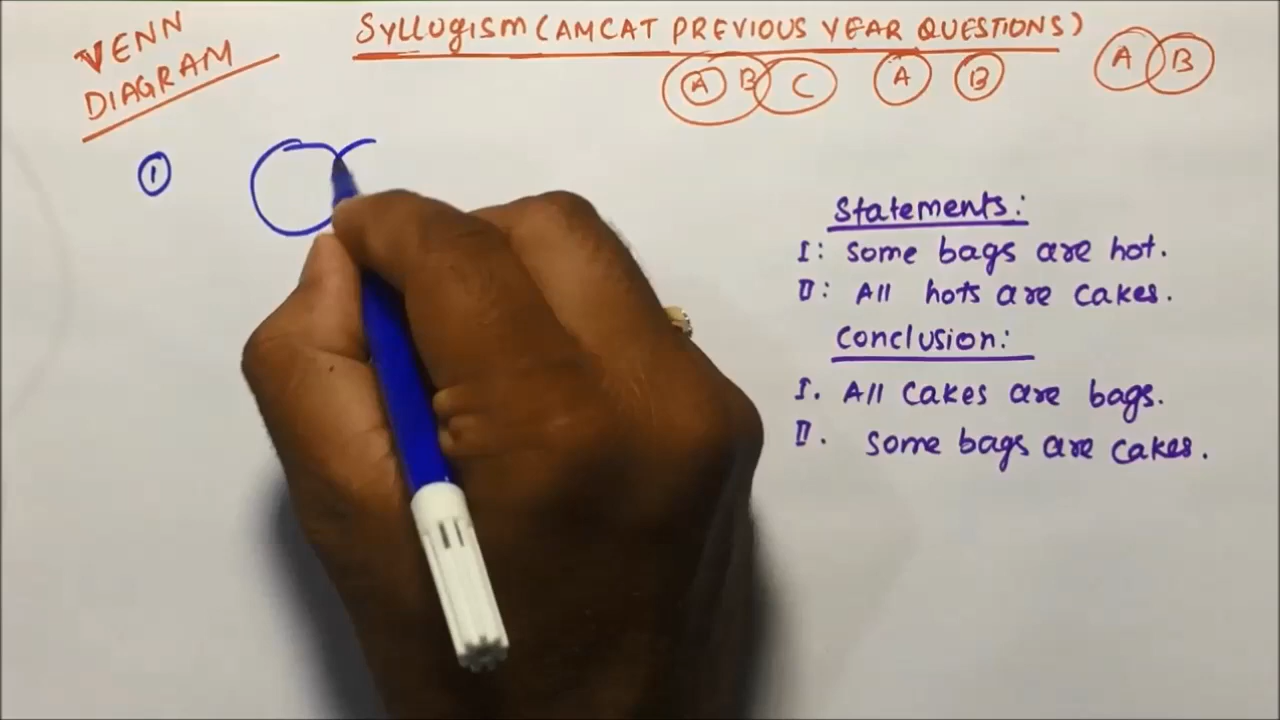 VENN
DIAGRAM
Syllogism (AMCAT PREVIOUS YEAR QUESTIONS)
A B C A B A B
1
Statements:
I: Some bags are hot.
II: All hots are cakes.
Conclusion:
I. All cakes are bags.
II. Some bags are cakes.